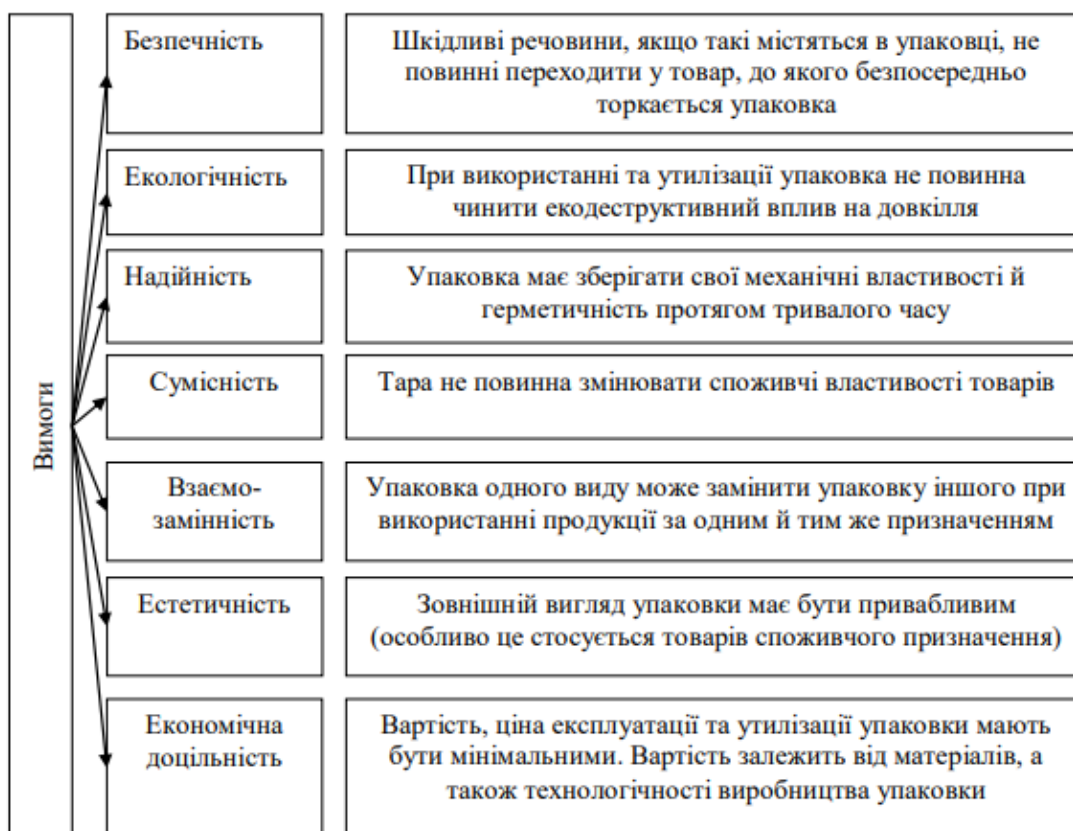 Вимоги
Безпечність
Шкідливі речовини, якщо такі містяться в упаковці, не
повинні переходити у товар, до якого безпосередньо
торкається упаковка
Екологічність
При використанні та утилізації упаковка не повинна
чинити екодеструктивний вплив на довкілля
Надійність
Упаковка має зберігати свої механічні властивості й
герметичність протягом тривалого часу
Сумісність
Тара не повинна змінювати споживчі властивості товарів
Взаємо-
замінність
Упаковка одного виду може замінити упаковку іншого при
використанні продукції за одним й тим же призначенням
Естетичність
Зовнішній вигляд упаковки має бути привабливим
(особливо це стосується товарів споживчого призначення)
Економічна
доцільність
Вартість, ціна експлуатації та утилізації упаковки мають
бути мінімальними. Вартість залежить від матеріалів, а
також технологічності виробництва упаковки